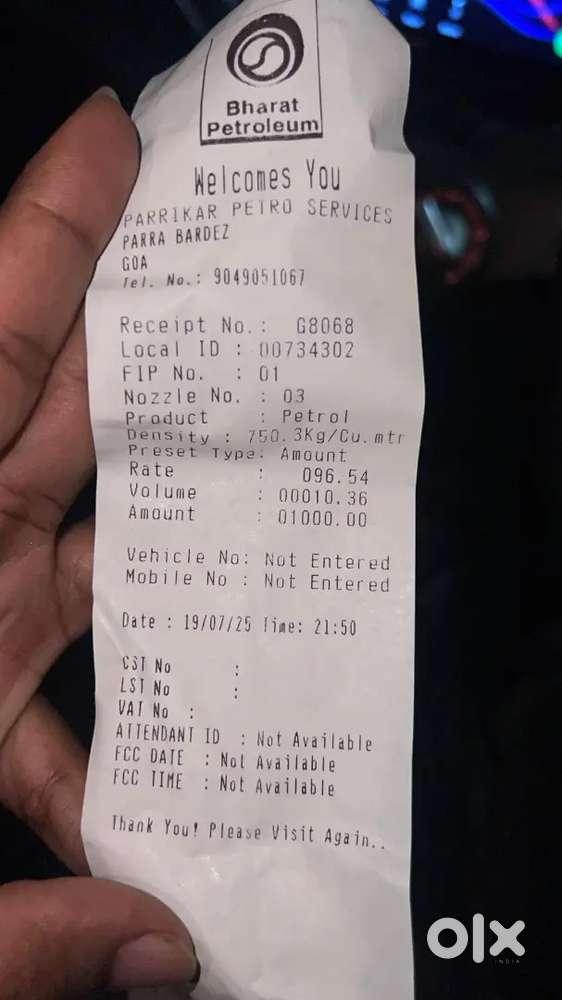 Bharat
Petroleum
Welcomes You
PARRIKAR PETRO SERVICES
PARRA BARDEZ
GOA
Tel. No.: 9049051067
Receipt No.: G8068
Local ID : 00734302
FIP No. : 01
Nozzle No. : 03
Product : Petrol
Density : 750.3Kg/Cu.mtr
Preset Type: Amount
Rate : 096.54
Volume : 00010.36
Amount : 01000.00
Vehicle No: Not Entered
Mobile No : Not Entered
Date : 19/07/25 Time: 21:50
CST No :
LST No :
VAT No :
ATTENDANT ID : Not Available
FCC DATE : Not Available
FCC TIME : Not Available
Thank You! Please Visit Again..
olx
INDIA